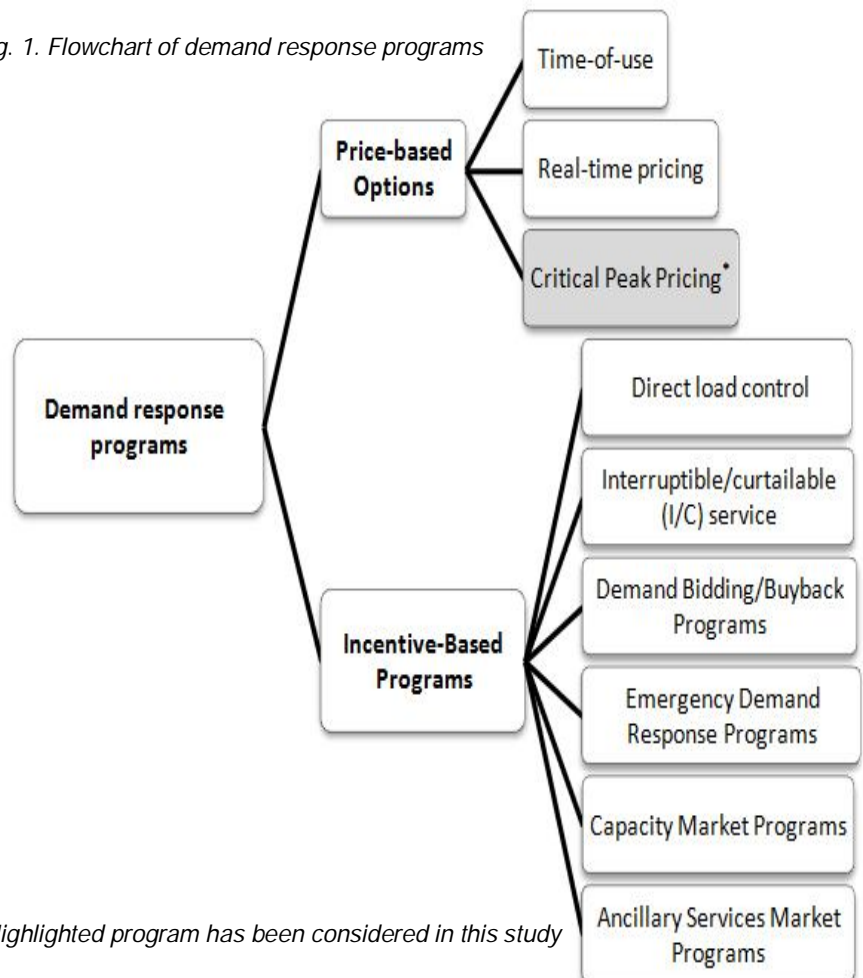 g. 1. Flowchart of demand response programs
Time-of-use
Price-based
Options
Real-time pricing
Critical Peak Pricing*
Demand response
programs
Direct load control
Interruptible/curtailable
(I/C) service
Demand Bidding/Buyback
Programs
Incentive-Based
Programs
Emergency Demand
Response Programs
Capacity Market Programs
Ancillary Services Market
Programs
Highlighted program has been considered in this study